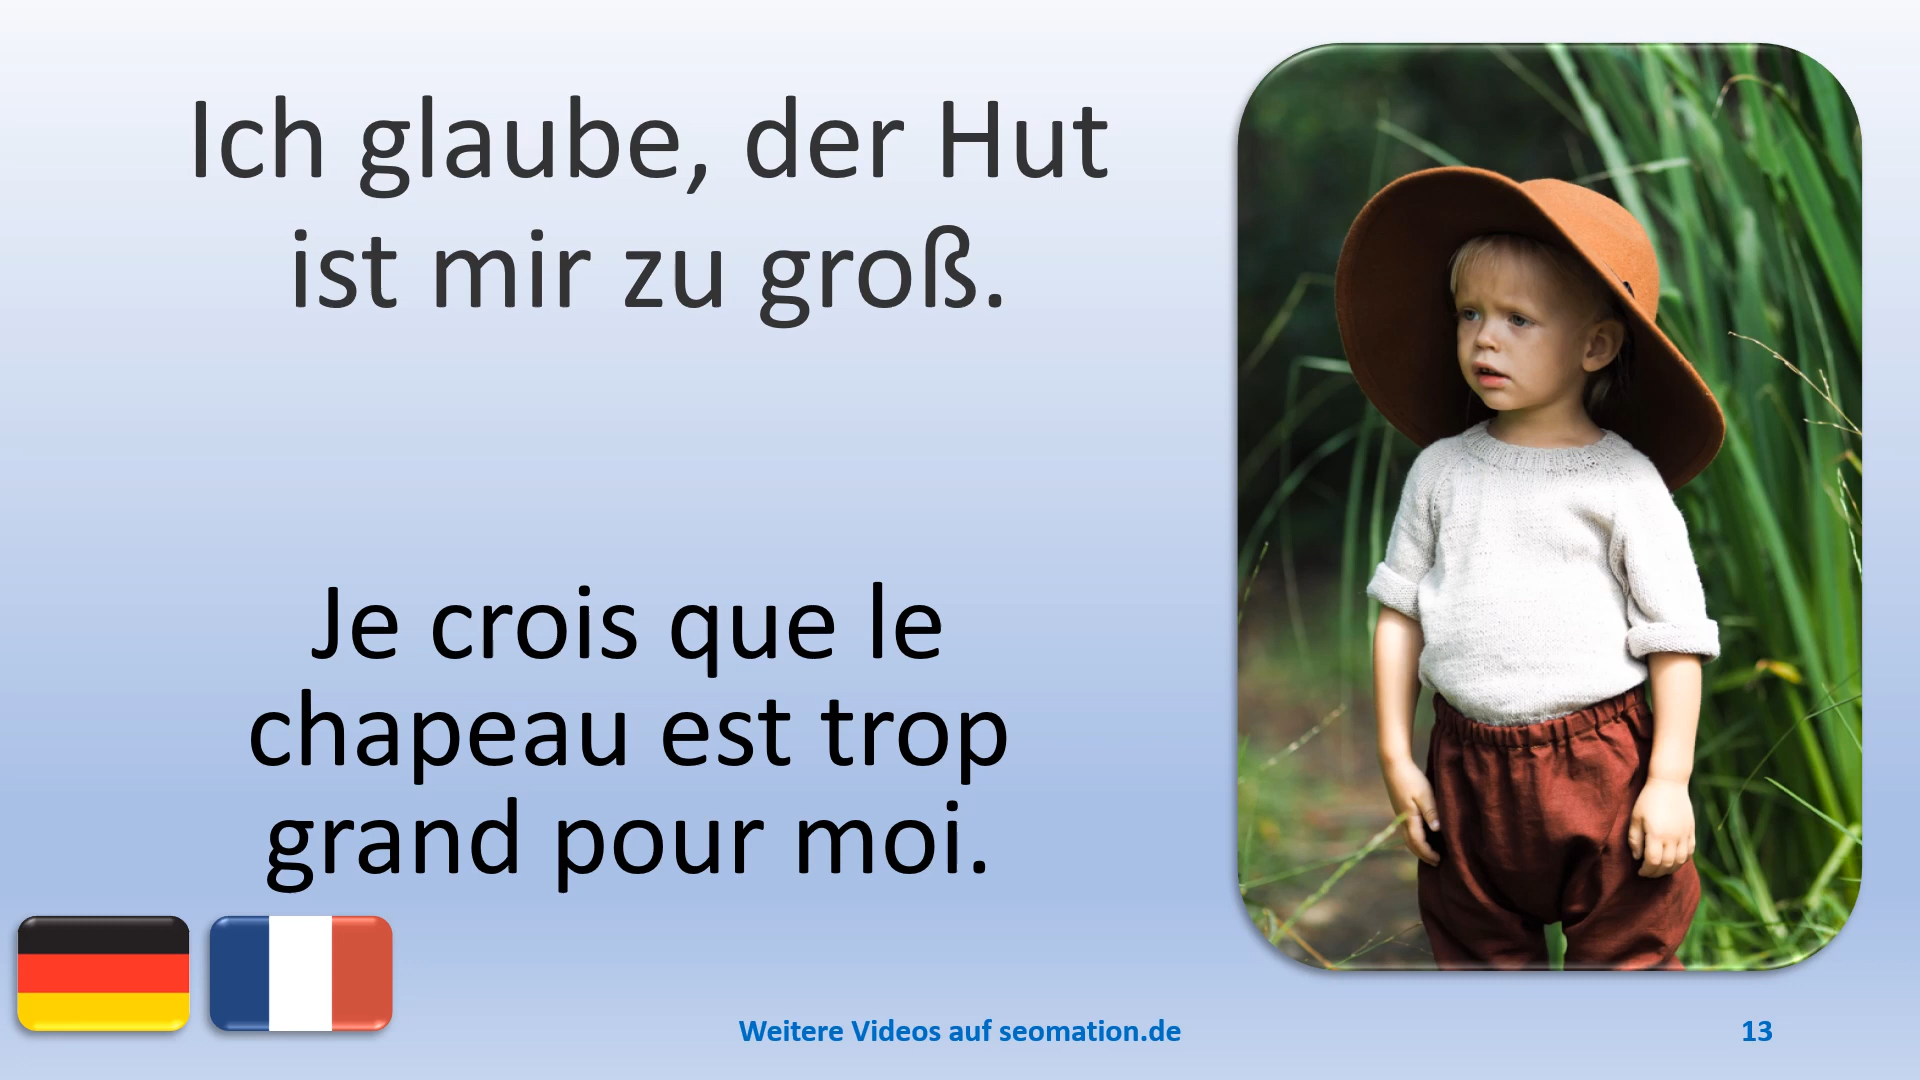 Ich glaube, der Hut
ist mir zu groß.
Je crois que le
chapeau est trop
grand pour moi.
Weitere Videos auf seomation.de
13